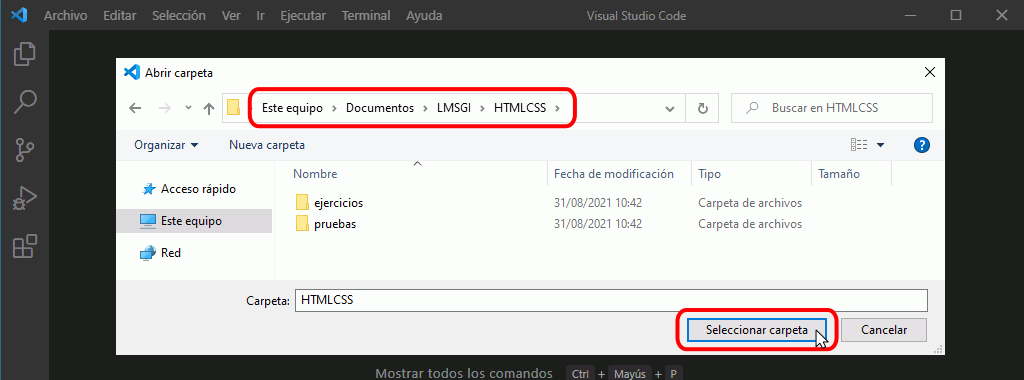 Archivo Editar Selección Ver Ir Ejecutar Terminal Ayuda Visual Studio Code
Abrir carpeta
Este equipo > Documentos > LMSGI > HTMLCSS > Buscar en HTMLCSS
Organizar Nueva carpeta ?
Nombre Fecha de modificación Tipo Tamaño
Acceso rápido
Este equipo
Red
ejercicios 31/08/2021 10:42 Carpeta de archivos
pruebas 31/08/2021 10:42 Carpeta de archivos
Carpeta: HTMLCSS
Seleccionar carpeta Cancelar
Mostrar todos los comandos Ctrl + Mayús + P